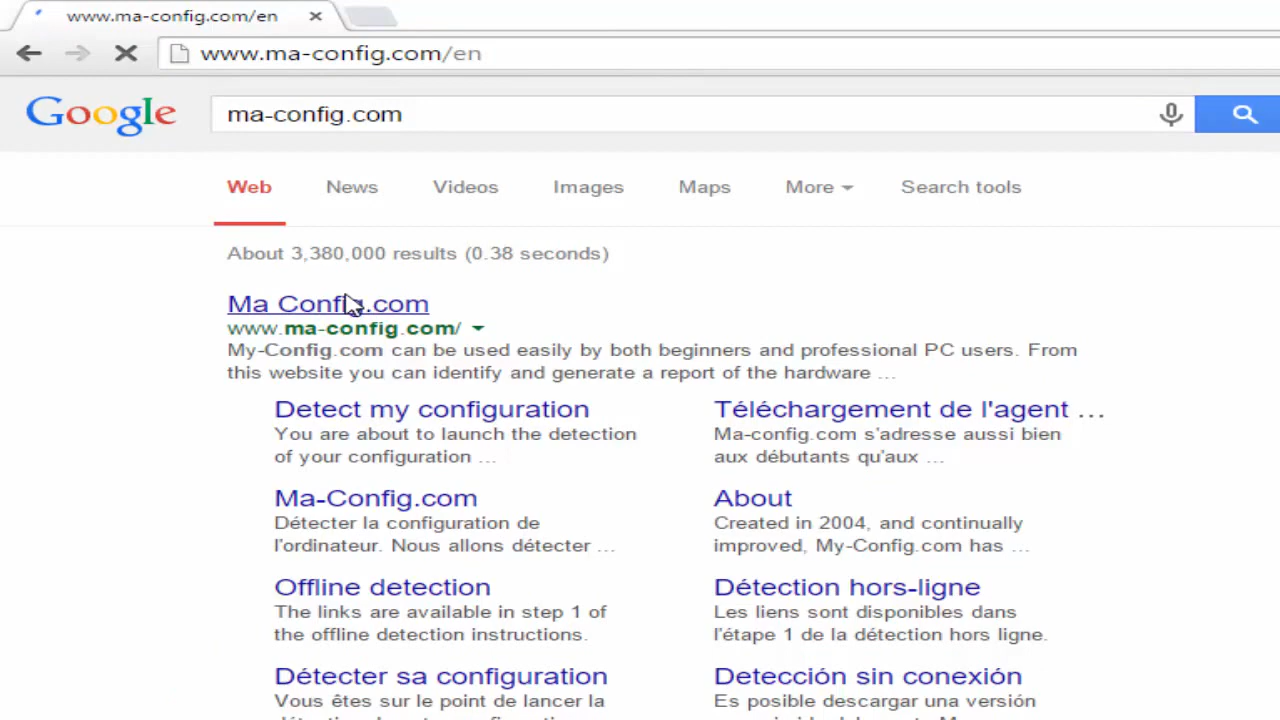 www.ma-config.com/en
www.ma-config.com/en
Google
ma-config.com
Web News Videos Images Maps More Search tools
About 3,380,000 results (0.38 seconds)
Ma Config.com
www.ma-config.com/
My-Config.com can be used easily by both beginners and professional PC users. From
this website you can identify and generate a report of the hardware ...
Detect my configuration
You are about to launch the detection
of your configuration ...
Téléchargement de l'agent ...
Ma-config.com s'adresse aussi bien
aux débutants qu'aux ...
Ma-Config.com
Détecter la configuration de
l'ordinateur. Nous allons détecter ...
About
Created in 2004, and continually
improved, My-Config.com has ...
Offline detection
The links are available in step 1 of
the offline detection instructions.
Détection hors-ligne
Les liens sont disponibles dans
l'étape 1 de la détection hors ligne.
Détecter sa configuration
Vous êtes sur le point de lancer la
Detección sin conexión
Es posible descargar una versión